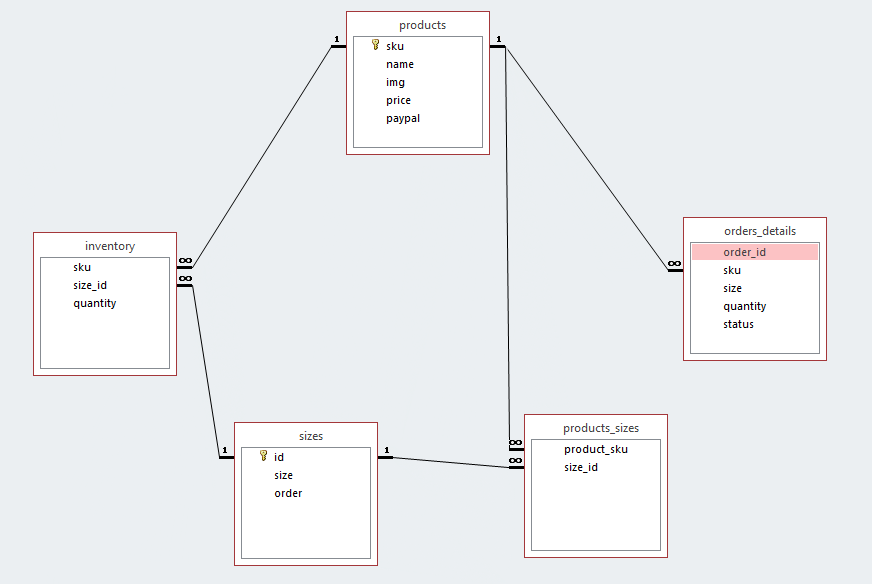 products
sku
name
img
price
paypal
1
1
inventory
sku
size_id
quantity
∞
∞
orders_details
order_id
sku
size
quantity
status
∞
sizes
id
size
order
1
1
products_sizes
product_sku
size_id
∞
∞